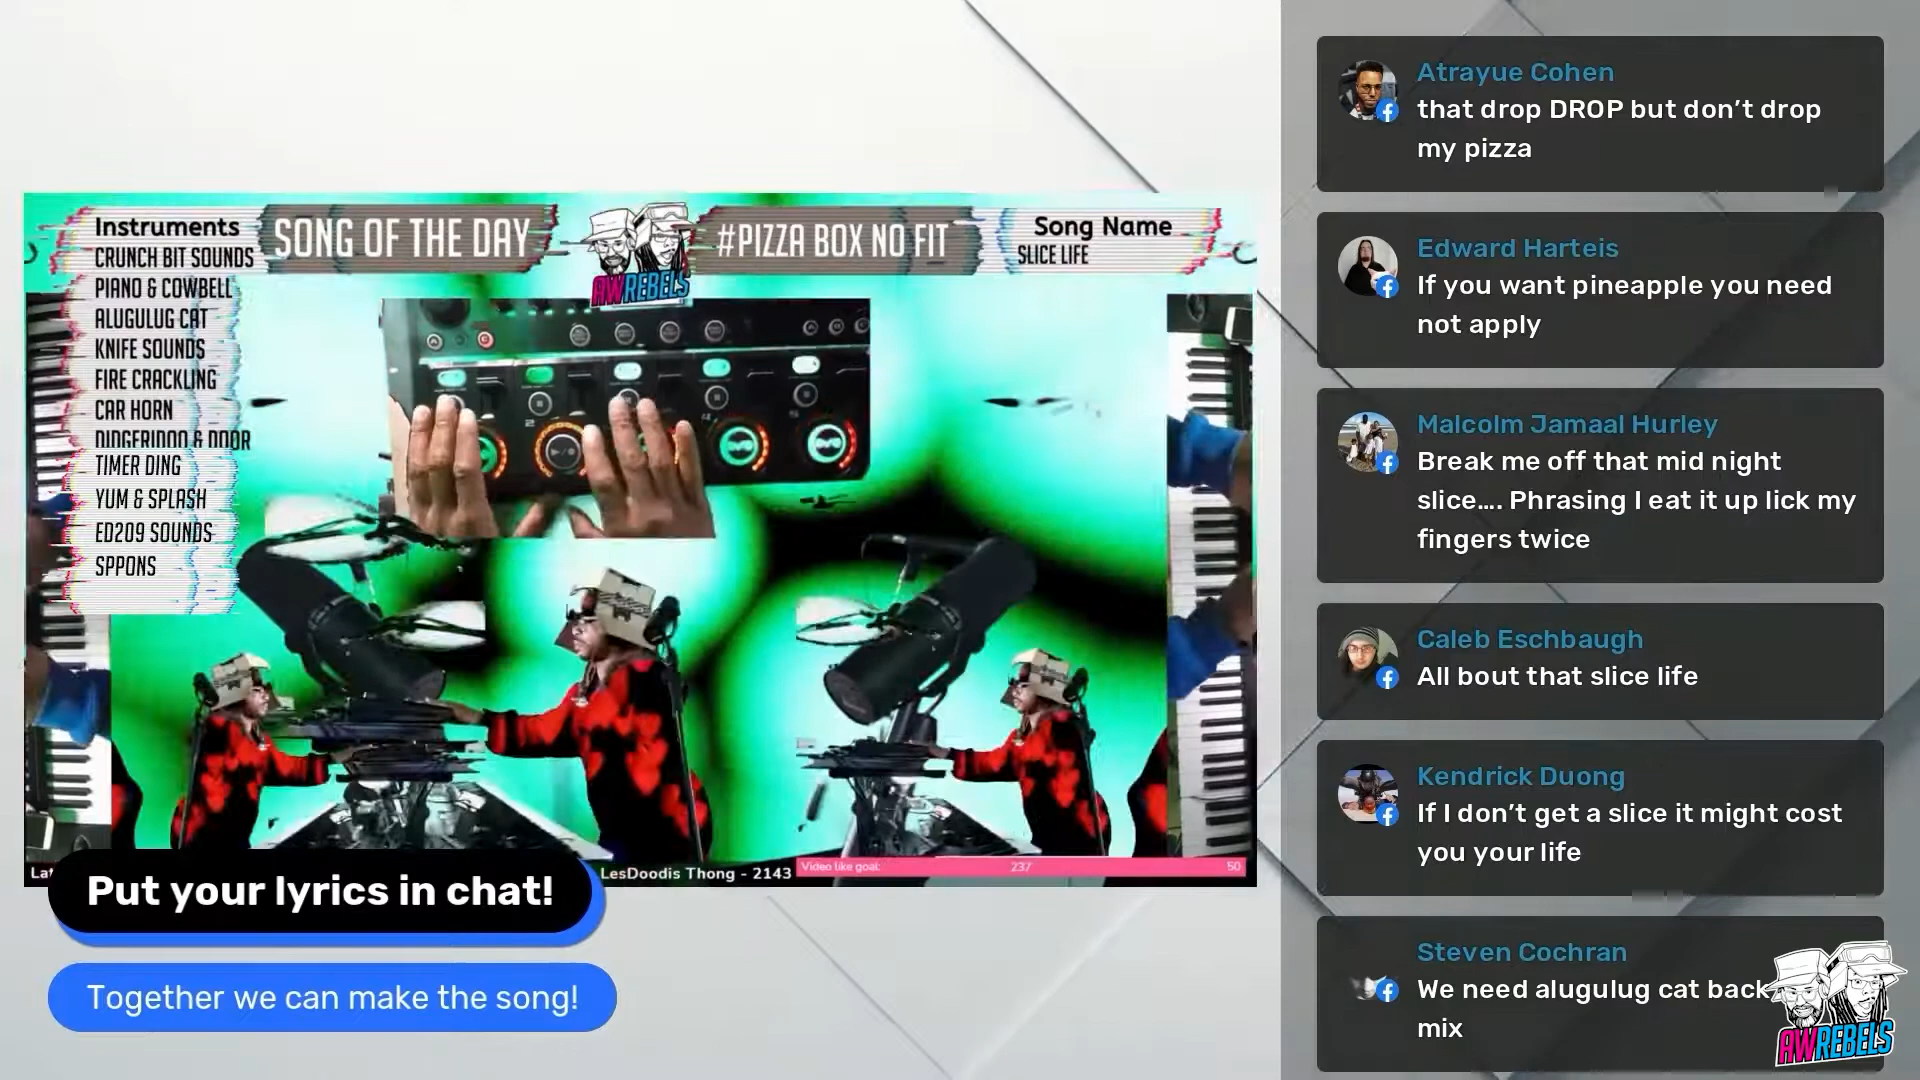 Instruments
CRUNCH BIT SOUNDS
PIANO & COWBELL
ALUGULUG CAT
KNIFE SOUNDS
FIRE CRACKLING
CAR HORN
DIDGERIDOO & DOOR
TIMER DING
YUM & SPLASH
ED209 SOUNDS
SPPONS
SONG OF THE DAY
AWREBELS
#PIZZA BOX NO FIT
Song Name
SLICE LIFE
LesDoodis Thong - 2143
Video like goal:
237
50
Put your lyrics in chat!
Together we can make the song!
Atrayue Cohen
that drop DROP but don’t drop
my pizza
Edward Harteis
If you want pineapple you need
not apply
Malcolm Jamaal Hurley
Break me off that mid night
slice.... Phrasing I eat it up lick my
fingers twice
Caleb Eschbaugh
All bout that slice life
Kendrick Duong
If I don’t get a slice it might cost
you your life
Steven Cochran
We need alugulug cat back
mix
AWREBELS